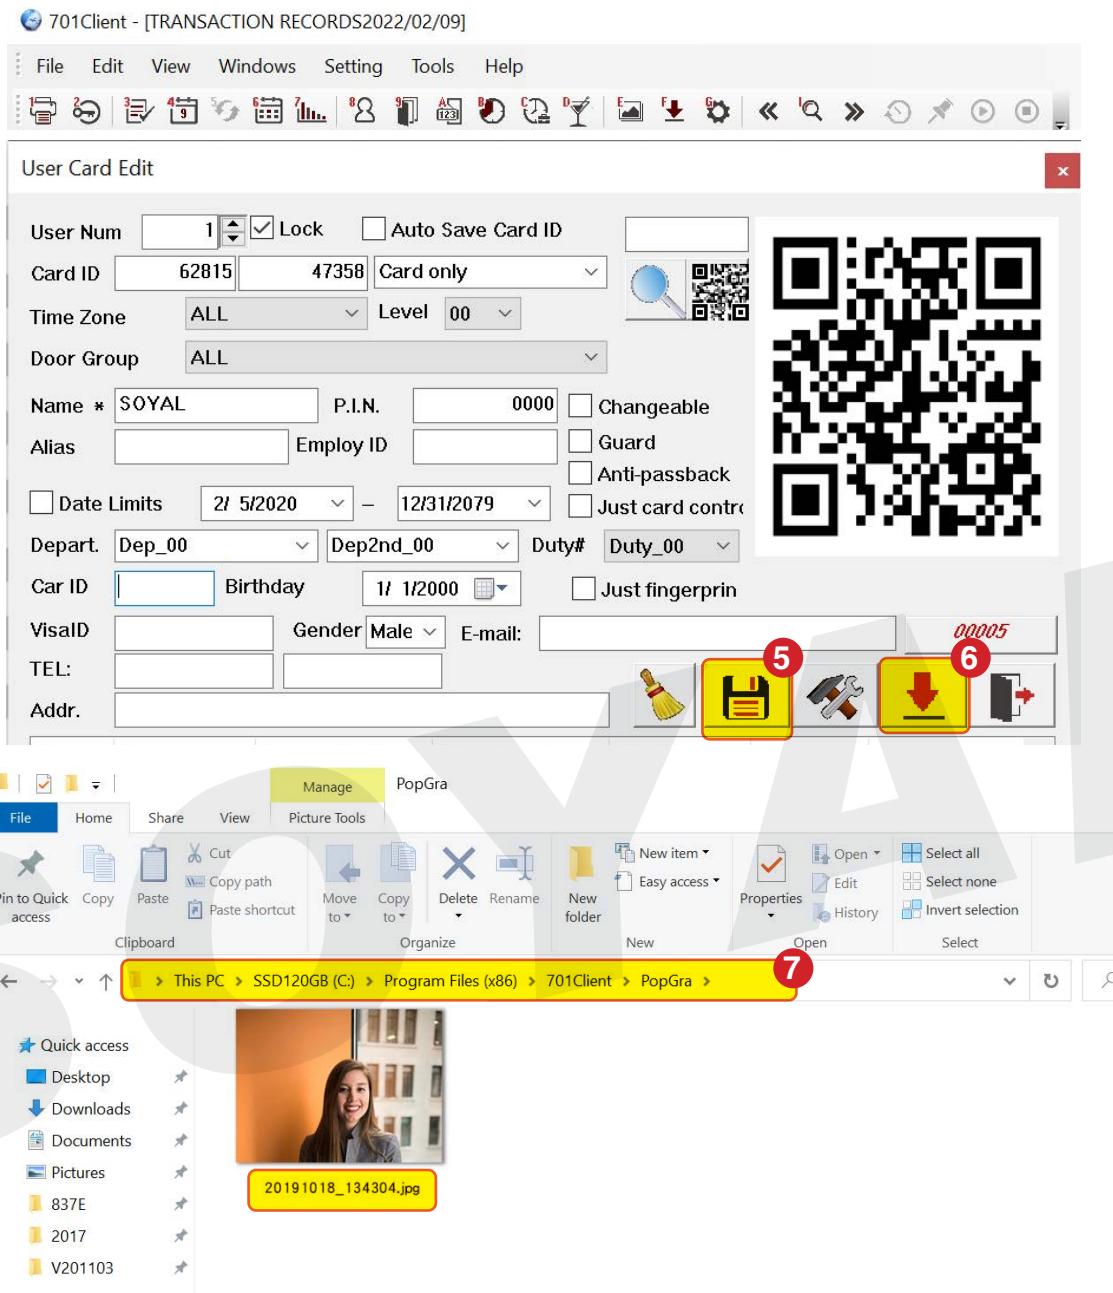 701Client - [TRANSACTION RECORDS2022/02/09]
File Edit View Windows Setting Tools Help
User Card Edit
User Num 1 Lock Auto Save Card ID
Card ID 62815 47358 Card only
Time Zone ALL Level 00
Door Group ALL
Name * SOYAL P.I.N. 0000 Changeable
Alias Employ ID Guard
Anti-passback
Date Limits 2/ 5/2020 – 12/31/2079 Just card contr
Depart. Dep_00 Dep2nd_00 Duty# Duty_00
Car ID Birthday 1/ 1/2000 Just fingerprin
VisaID Gender Male E-mail: 00005
TEL: 5 6
Addr.
Manage PopGra
File Home Share View Picture Tools
Cut New item Open Select all
Copy path Easy access Edit Select none
Pin to Quick access Copy Paste Paste shortcut Move to Copy to Delete Rename New folder Properties History Invert selection
Clipboard Organize New Open Select
7
This PC > SSD120GB (C:) > Program Files (x86) > 701Client > PopGra >
Quick access
Desktop
Downloads
Documents
Pictures
20191018_134304.jpg
837E
2017
V201103
SOYAL